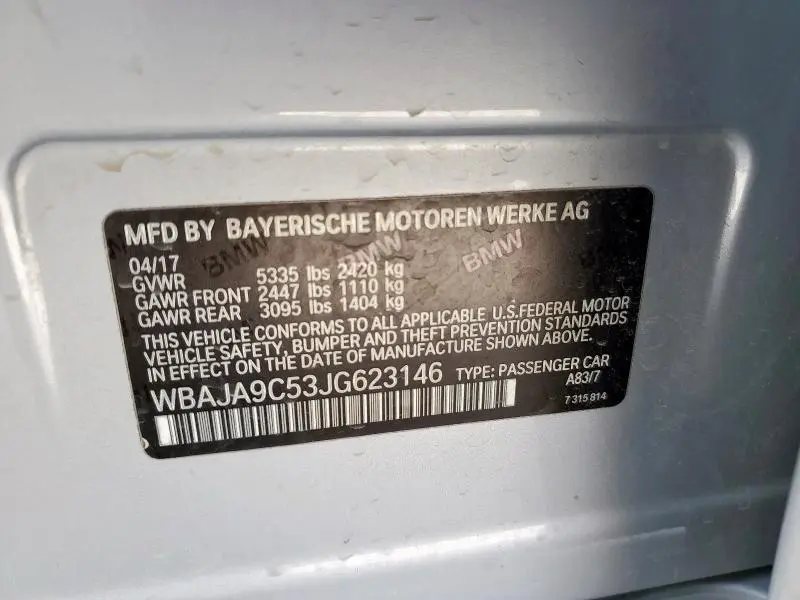 MFD BY BAYERISCHE MOTOREN WERKE AG
BMW BMW BMW
04/17
GVWR 5335 lbs 2420 kg
GAWR FRONT 2447 lbs 1110 kg
GAWR REAR 3095 lbs 1404 kg
THIS VEHICLE CONFORMS TO ALL APPLICABLE U.S.FEDERAL MOTOR
VEHICLE SAFETY, BUMPER AND THEFT PREVENTION STANDARDS
IN EFFECT ON THE DATE OF MANUFACTURE SHOWN ABOVE.
WBAJA9C53JG623146 TYPE: PASSENGER CAR
A83/7
7 315 814